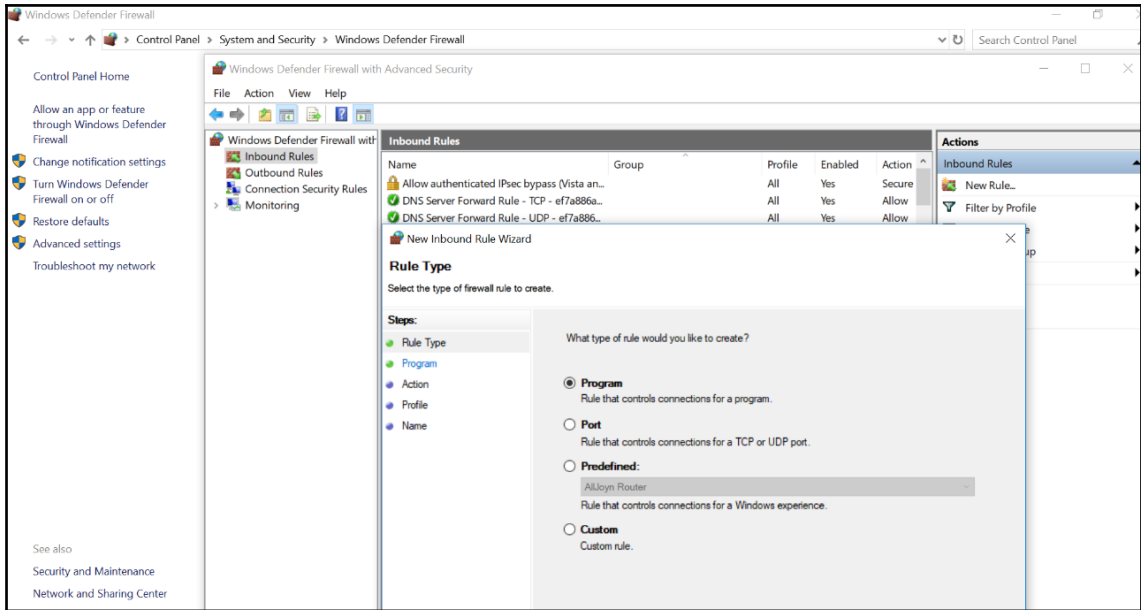 Windows Defender Firewall
Control Panel > System and Security > Windows Defender Firewall
Search Control Panel
Control Panel Home
Allow an app or feature
through Windows Defender
Firewall
Change notification settings
Turn Windows Defender
Firewall on or off
Restore defaults
Advanced settings
Troubleshoot my network
See also
Security and Maintenance
Network and Sharing Center
Windows Defender Firewall with Advanced Security
File Action View Help
Windows Defender Firewall with
Inbound Rules
Outbound Rules
Connection Security Rules
Monitoring
Inbound Rules
Name Group Profile Enabled Action
Allow authenticated IPsec bypass (Vista an... All Yes Secure
DNS Server Forward Rule - TCP - ef7a886a... All Yes Allow
DNS Server Forward Rule - UDP - ef7a886... All Yes Allow
Actions
Inbound Rules
New Rule...
Filter by Profile
New Inbound Rule Wizard
Rule Type
Select the type of firewall rule to create.
Steps:
Rule Type
Program
Action
Profile
Name
What type of rule would you like to create?
Program
Rule that controls connections for a program.
Port
Rule that controls connections for a TCP or UDP port.
Predefined:
AllJoyn Router
Rule that controls connections for a Windows experience.
Custom
Custom rule.